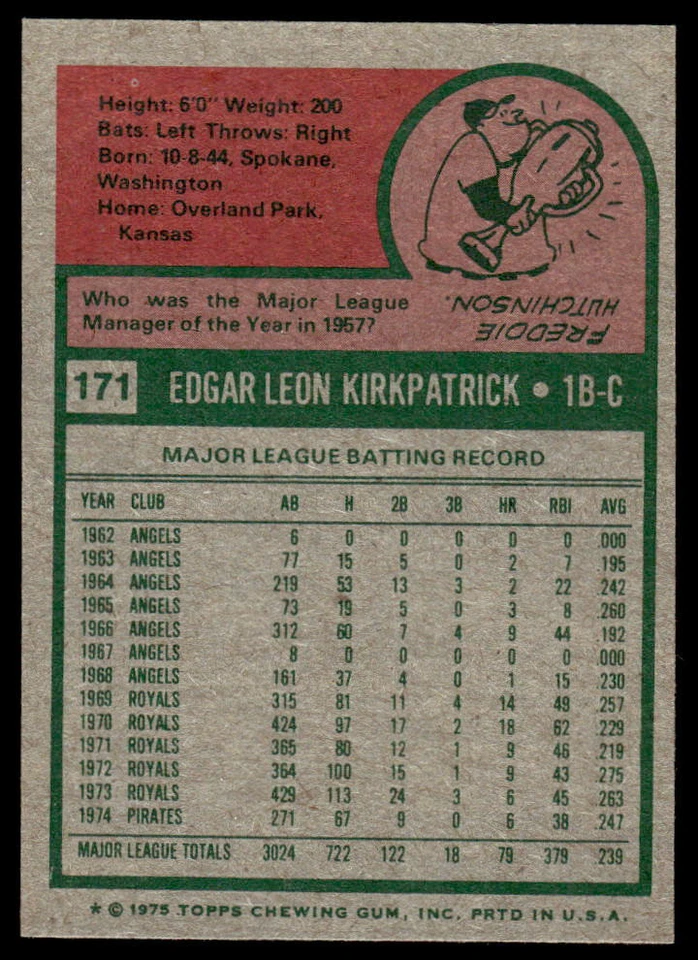 Height: 6'0" Weight: 200
Bats: Left Throws: Right
Born: 10-8-44, Spokane,
Washington
Home: Overland Park,
Kansas
Who was the Major League
Manager of the Year in 1957?
FREDDIE
HUTCHINSON.
171 EDGAR LEON KIRKPATRICK • 1B-C
MAJOR LEAGUE BATTING RECORD
YEAR CLUB AB H 2B 3B HR RBI AVG
1962 ANGELS 6 0 0 0 0 0 .000
1963 ANGELS 77 15 5 0 2 7 .195
1964 ANGELS 219 53 13 3 2 22 .242
1965 ANGELS 73 19 5 0 3 8 .260
1966 ANGELS 312 60 7 4 9 44 .192
1967 ANGELS 8 0 0 0 0 0 .000
1968 ANGELS 161 37 4 0 1 15 .230
1969 ROYALS 315 81 11 4 14 49 .257
1970 ROYALS 424 97 17 2 18 62 .229
1971 ROYALS 365 80 12 1 9 46 .219
1972 ROYALS 364 100 15 1 9 43 .275
1973 ROYALS 429 113 24 3 6 45 .263
1974 PIRATES 271 67 9 0 6 38 .247
MAJOR LEAGUE TOTALS 3024 722 122 18 79 379 .239
* © 1975 TOPPS CHEWING GUM, INC. PRTD IN U.S.A.